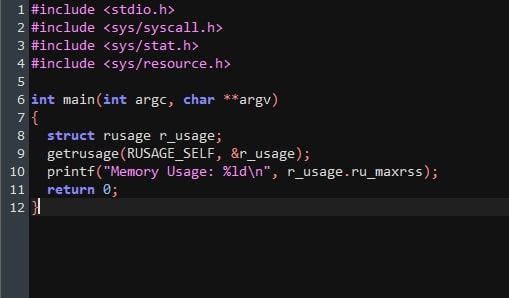 1 #include <stdio.h>
2 #include <sys/syscall.h>
3 #include <sys/stat.h>
4 #include <sys/resource.h>
5
6 int main(int argc, char **argv)
7 {
8   struct rusage r_usage;
9   getrusage(RUSAGE_SELF, &r_usage);
10   printf("Memory Usage: %ld\n", r_usage.ru_maxrss);
11   return 0;
12 }